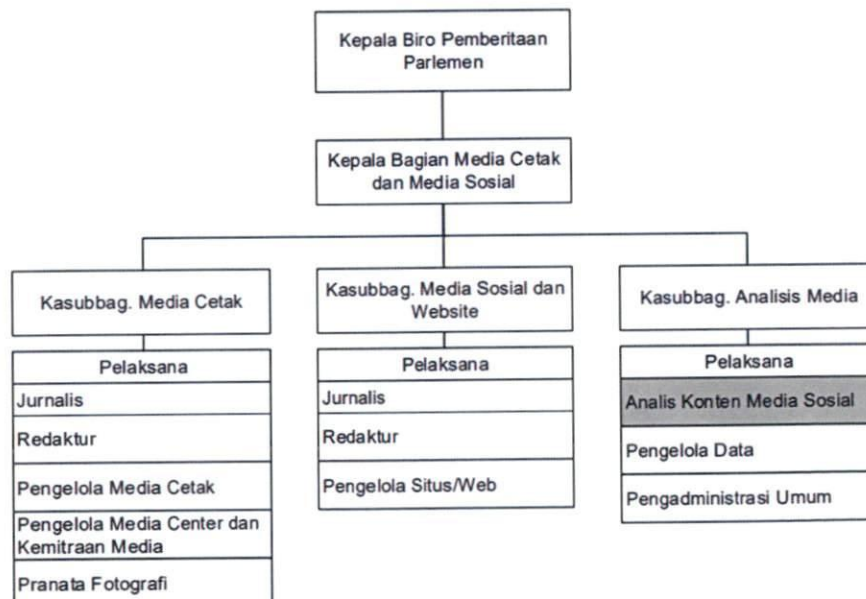 Kepala Biro Pemberitaan
Parlemen
Kepala Bagian Media Cetak
dan Media Sosial
Kasubbag. Media Cetak
Pelaksana
Jurnalis
Redaktur
Pengelola Media Cetak
Pengelola Media Center dan
Kemitraan Media
Pranata Fotografi
Kasubbag. Media Sosial dan
Website
Pelaksana
Jurnalis
Redaktur
Pengelola Situs/Web
Kasubbag. Analisis Media
Pelaksana
Analis Konten Media Sosial
Pengelola Data
Pengadministrasi Umum